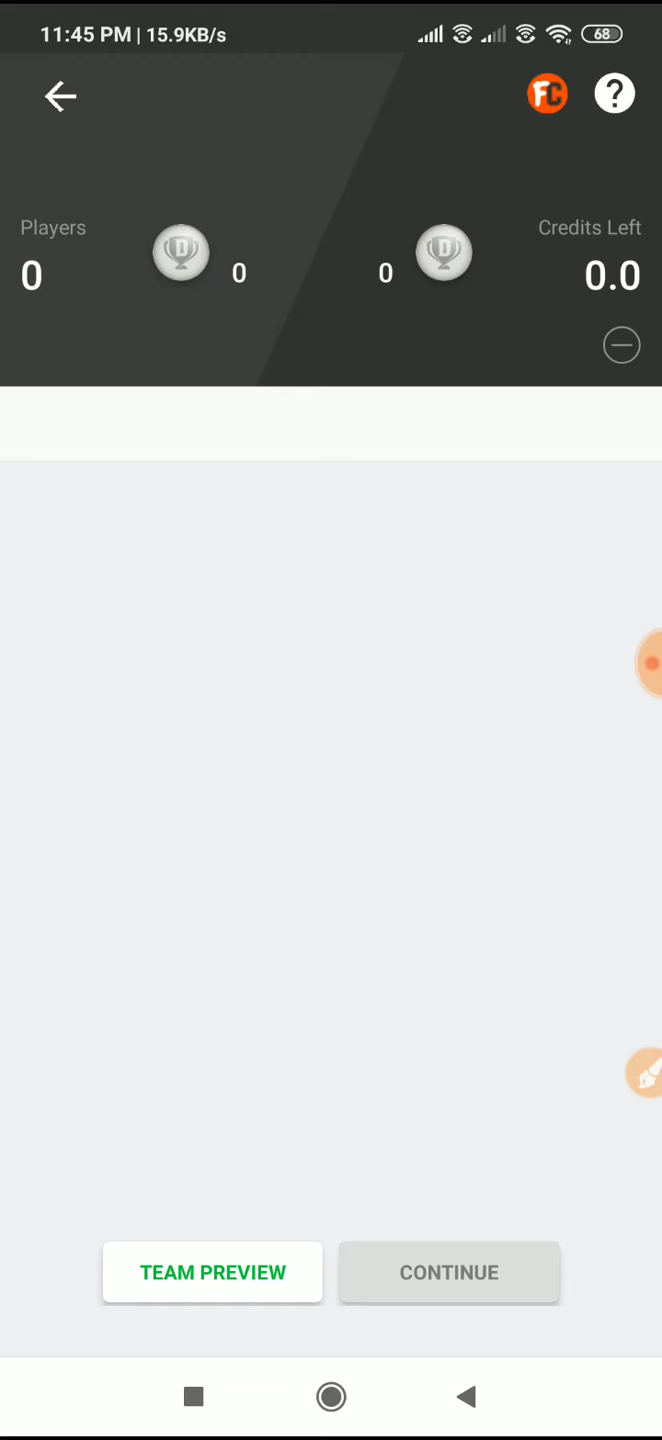 11:45 PM | 15.9KB/s
68
FC
?
Players
Credits Left
0
D
0
0
D
0.0
TEAM PREVIEW
CONTINUE